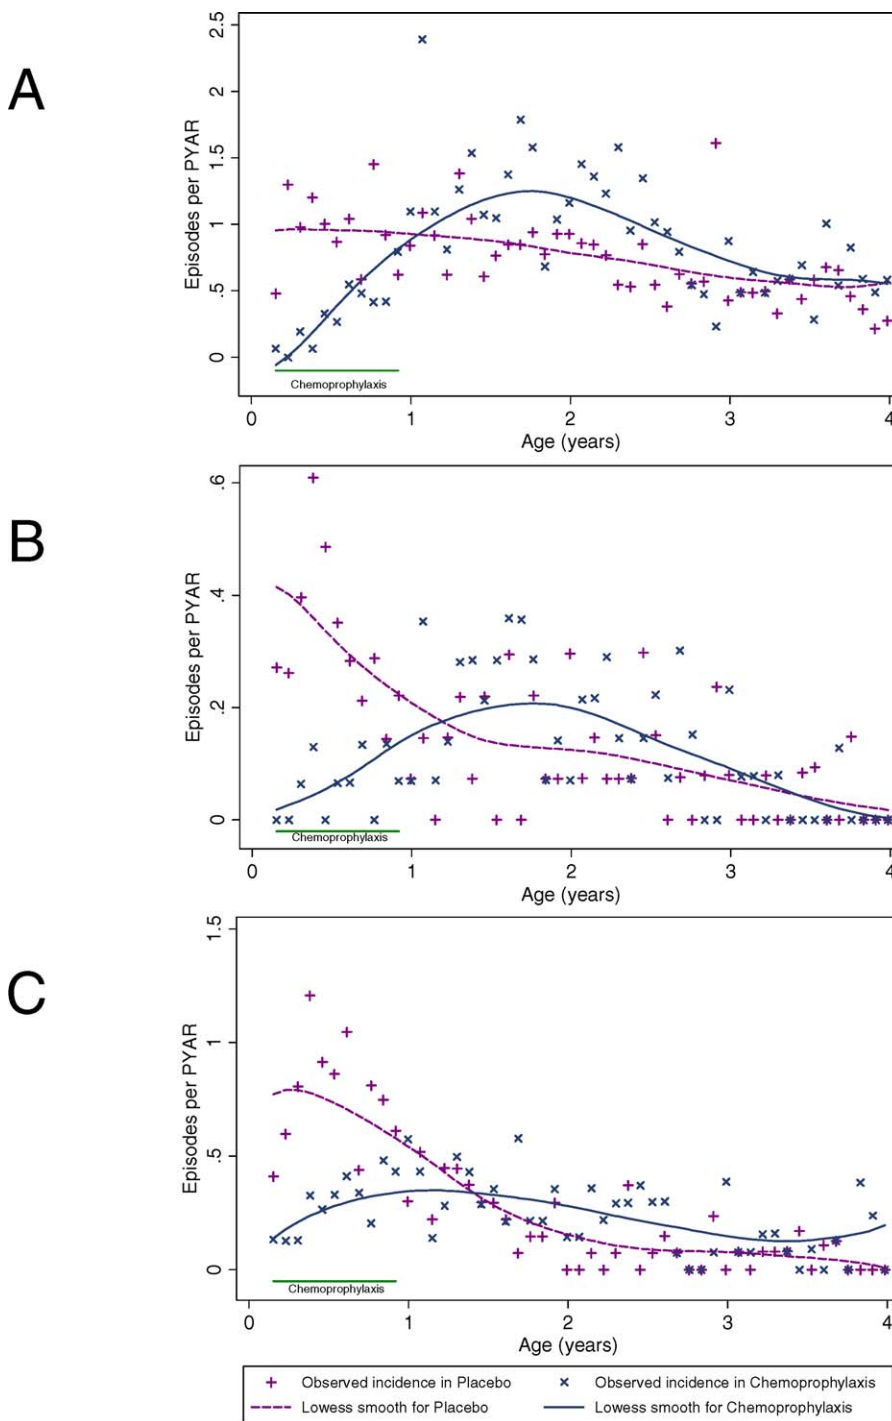 A
2.5
2
1.5
1
.5
0
Episodes per PYAR
Chemoprophylaxis
0 1 2 3 4
Age (years)
B
.6
.4
.2
0
Episodes per PYAR
Chemoprophylaxis
0 1 2 3 4
Age (years)
C
1.5
1
.5
0
Episodes per PYAR
Chemoprophylaxis
0 1 2 3 4
Age (years)
Observed incidence in Placebo Observed incidence in Chemoprophylaxis
Lowess smooth for Placebo Lowess smooth for Chemoprophylaxis